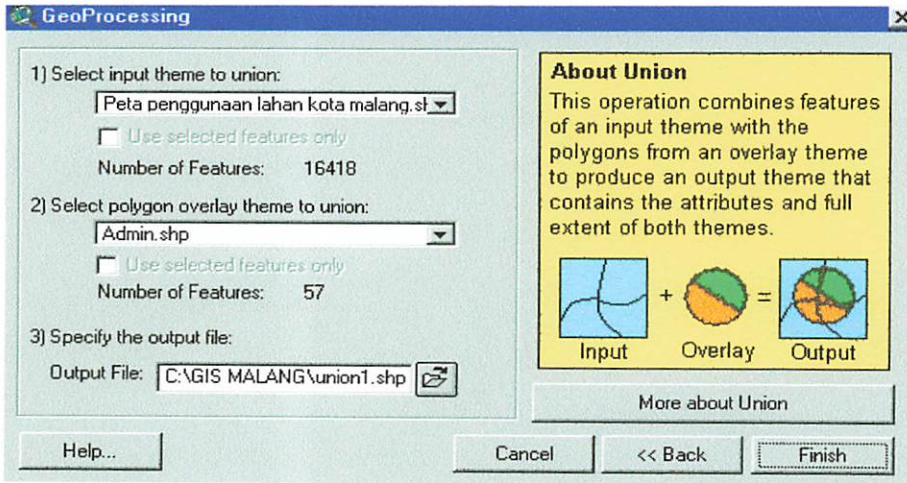 GeoProcessing
1) Select input theme to union:
Peta penggunaan lahan kota malang.sh
Use selected features only
Number of Features: 16418
2) Select polygon overlay theme to union:
Admin.shp
Use selected features only
Number of Features: 57
3) Specify the output file:
Output File: C:\GIS MALANG\union1.shp
About Union
This operation combines features
of an input theme with the
polygons from an overlay theme
to produce an output theme that
contains the attributes and full
extent of both themes.
+ =
Input Overlay Output
More about Union
Help... Cancel << Back Finish